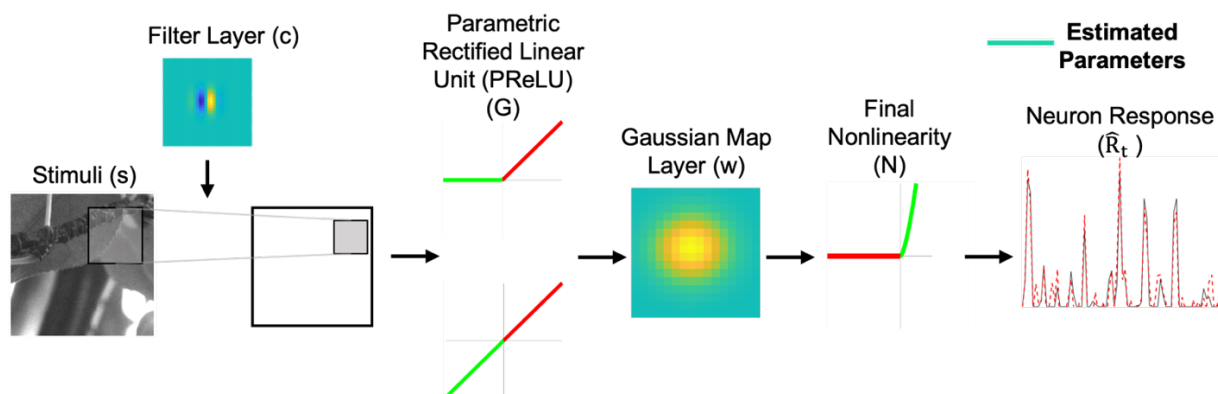 Filter Layer (c)
Stimuli (s)
Parametric
Rectified Linear
Unit (PReLU)
(G)
Gaussian Map
Layer (w)
Final
Nonlinearity
(N)
Estimated
Parameters
Neuron Response
(R̂t )